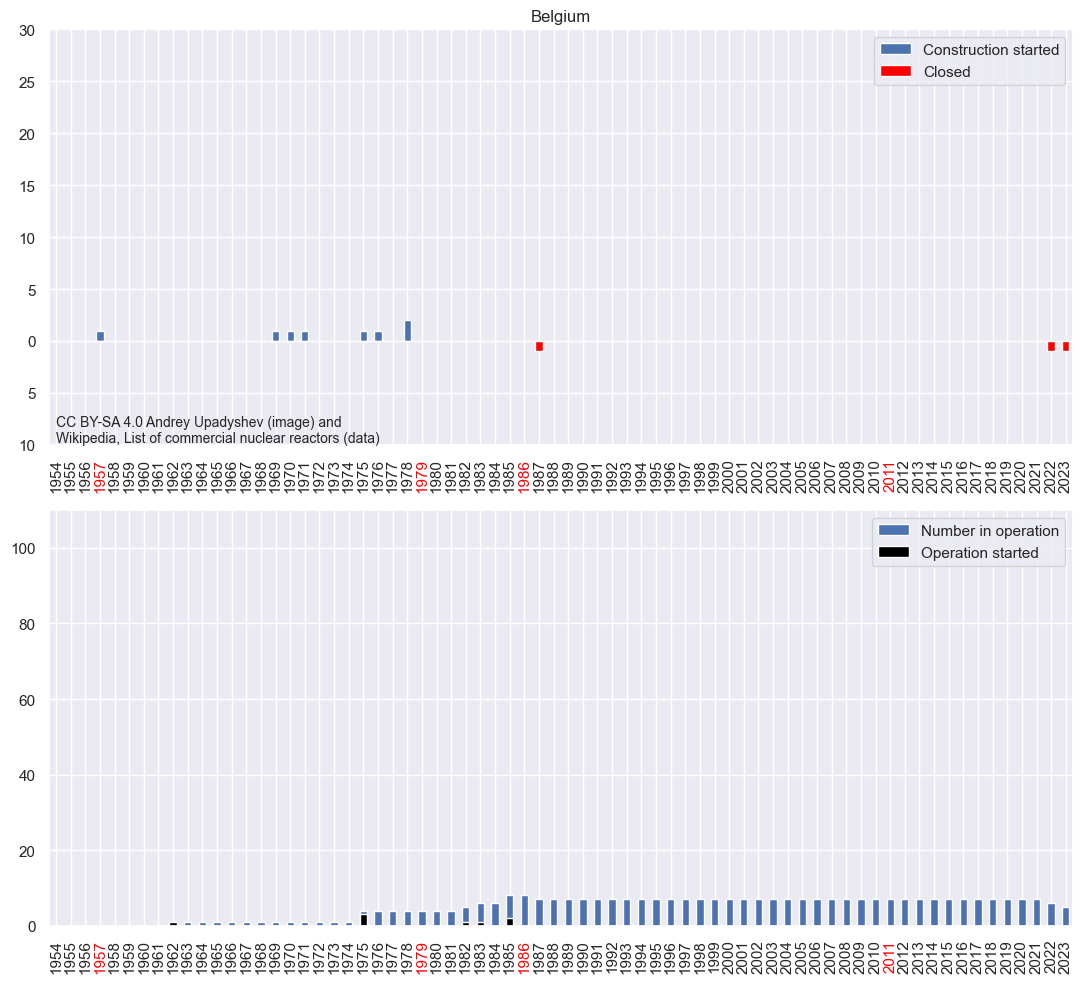 Belgium
30
25
20
15
10
5
0
5
10
Construction started
Closed
CC BY-SA 4.0 Andrey Upadyshev (image) and
Wikipedia, List of commercial nuclear reactors (data)
1954 1955 1956 1957 1958 1959 1960 1961 1962 1963 1964 1965 1966 1967 1968 1969 1970 1971 1972 1973 1974 1975 1976 1977 1978 1979 1980 1981 1982 1983 1984 1985 1986 1987 1988 1989 1990 1991 1992 1993 1994 1995 1996 1997 1998 1999 2000 2001 2002 2003 2004 2005 2006 2007 2008 2009 2010 2011 2012 2013 2014 2015 2016 2017 2018 2019 2020 2021 2022 2023
100
80
60
40
20
0
Number in operation
Operation started
1954 1955 1956 1957 1958 1959 1960 1961 1962 1963 1964 1965 1966 1967 1968 1969 1970 1971 1972 1973 1974 1975 1976 1977 1978 1979 1980 1981 1982 1983 1984 1985 1986 1987 1988 1989 1990 1991 1992 1993 1994 1995 1996 1997 1998 1999 2000 2001 2002 2003 2004 2005 2006 2007 2008 2009 2010 2011 2012 2013 2014 2015 2016 2017 2018 2019 2020 2021 2022 2023